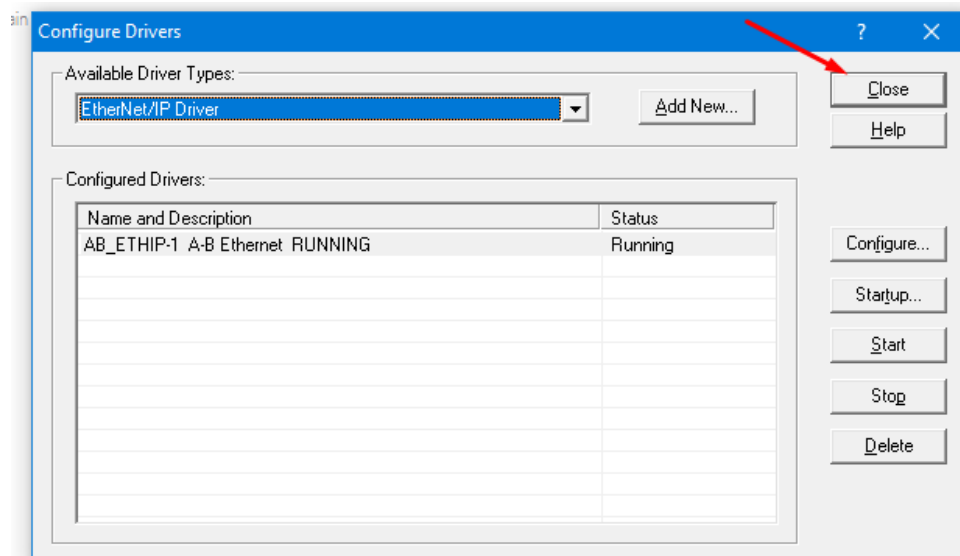 ain
Configure Drivers
? ×
Available Driver Types:
EtherNet/IP Driver
Add New...
Close
Help
Configured Drivers:
Name and Description Status
AB_ETHIP-1 A-B Ethernet RUNNING Running
Configure...
Startup...
Start
Stop
Delete